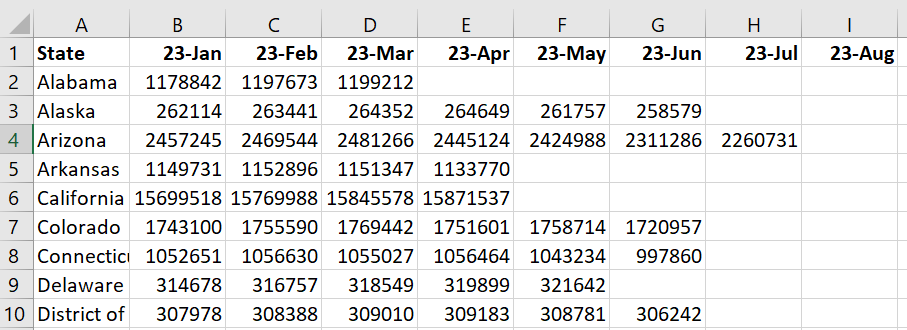 A B C D E F G H I
1 State 23-Jan 23-Feb 23-Mar 23-Apr 23-May 23-Jun 23-Jul 23-Aug
2 Alabama 1178842 1197673 1199212
3 Alaska 262114 263441 264352 264649 261757 258579
4 Arizona 2457245 2469544 2481266 2445124 2424988 2311286 2260731
5 Arkansas 1149731 1152896 1151347 1133770
6 California 15699518 15769988 15845578 15871537
7 Colorado 1743100 1755590 1769442 1751601 1758714 1720957
8 Connecticu 1052651 1056630 1055027 1056464 1043234 997860
9 Delaware 314678 316757 318549 319899 321642
10 District of 307978 308388 309010 309183 308781 306242